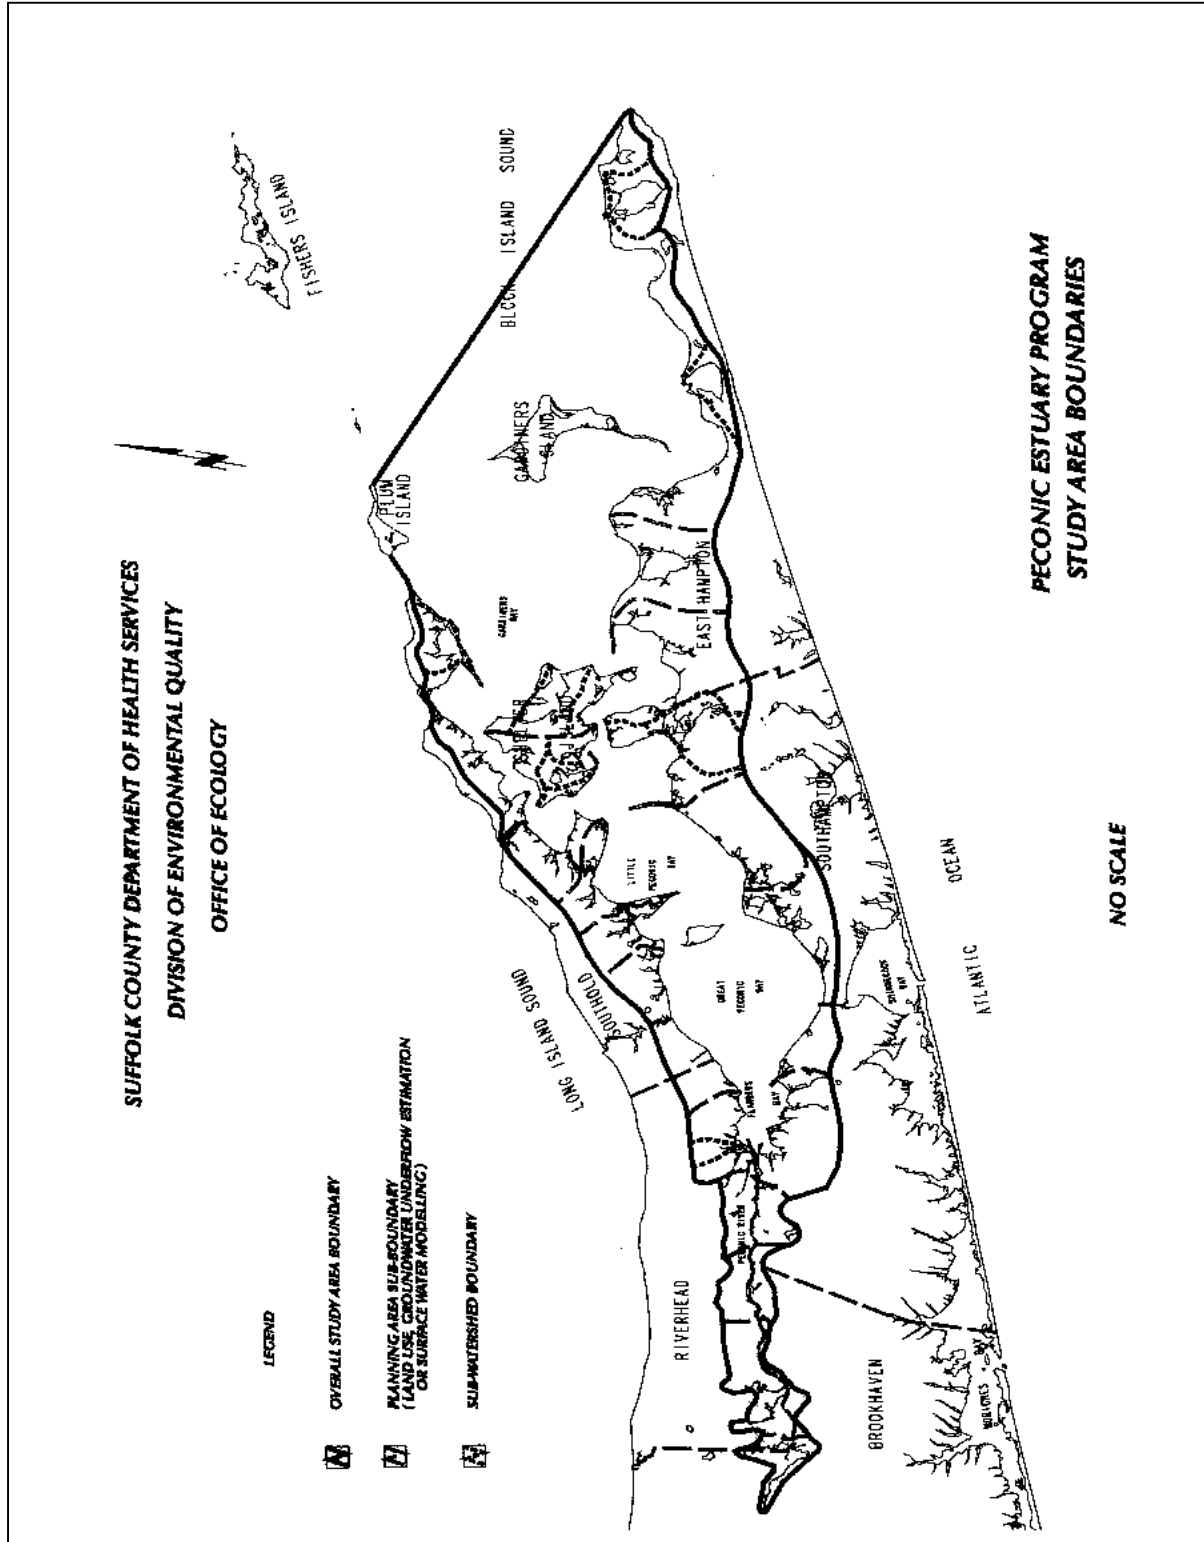 SUFFOLK COUNTY DEPARTMENT OF HEALTH SERVICES
DIVISION OF ENVIRONMENTAL QUALITY
OFFICE OF ECOLOGY
LEGEND
OVERALL STUDY AREA BOUNDARY
PLANNING AREA SUB-BOUNDARY
(LAND USE, GROUNDWATER UNDERFLOW ESTIMATION
OR SURFACE WATER MODELLING)
SUB-WATERSHED BOUNDARY
N
FISHERS ISLAND
BLOCK ISLAND SOUND
PLUM
ISLAND
GARDINERS
ISLAND
GARDINERS
BAY
SHELTER
ISLAND
EAST HAMPTON
LONG ISLAND SOUND
SOUTHOLD
LITTLE
PECONIC
BAY
GREAT
PECONIC
BAY
SOUTHAMPTON
SHINNECOCK
BAY
FLANDERS
BAY
PECONIC RIVER
RIVERHEAD
BROOKHAVEN
MORICHES
BAY
ATLANTIC OCEAN
PECONIC ESTUARY PROGRAM
STUDY AREA BOUNDARIES
NO SCALE